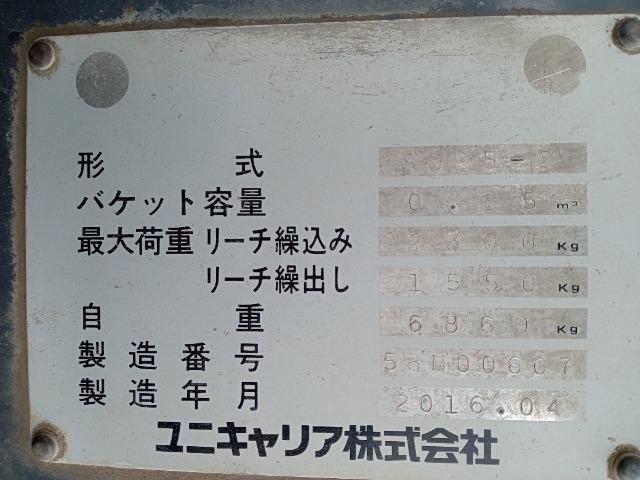 形式
バケット容量 m³
最大荷重 リーチ繰込み 2300 Kg
リーチ繰出し 1550 Kg
自重 6860 Kg
製造番号
製造年月 2016.04
ユニキャリア株式会社